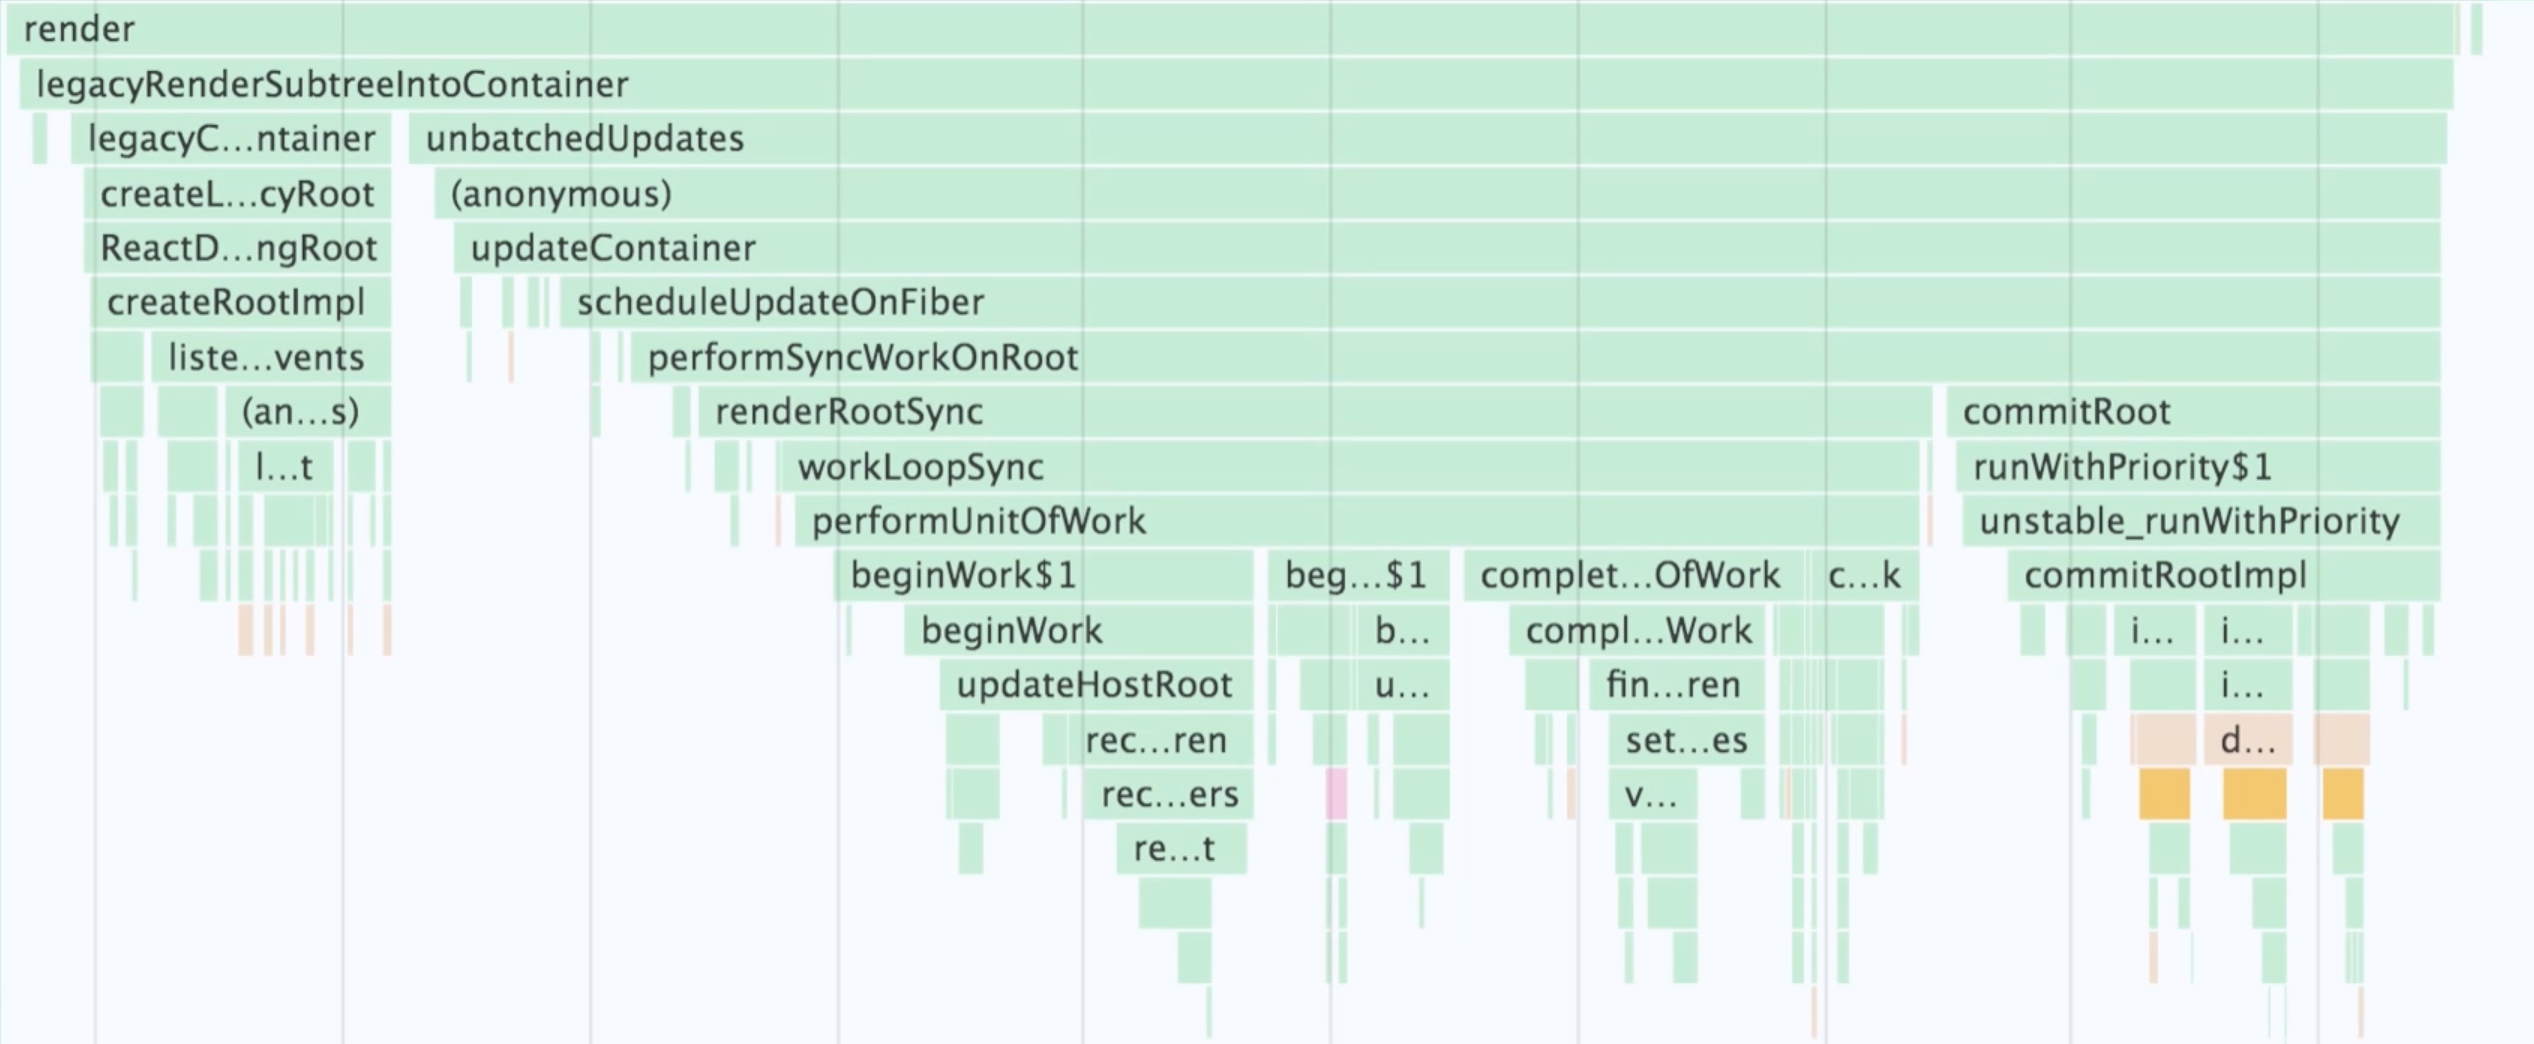 render
legacyRenderSubtreeIntoContainer
legacyC...ntainer unbatchedUpdates
createL...cyRoot (anonymous)
ReactD...ngRoot updateContainer
createRootImpl scheduleUpdateOnFiber
liste...vents performSyncWorkOnRoot
(an...s) renderRootSync commitRoot
l...t workLoopSync runWithPriority$1
performUnitOfWork unstable_runWithPriority
beginWork$1 beg...$1 complet...OfWork c...k commitRootImpl
beginWork b... compl...Work i... i...
updateHostRoot u... fin...ren i...
rec...ren set...es d...
rec...ers v...
re...t